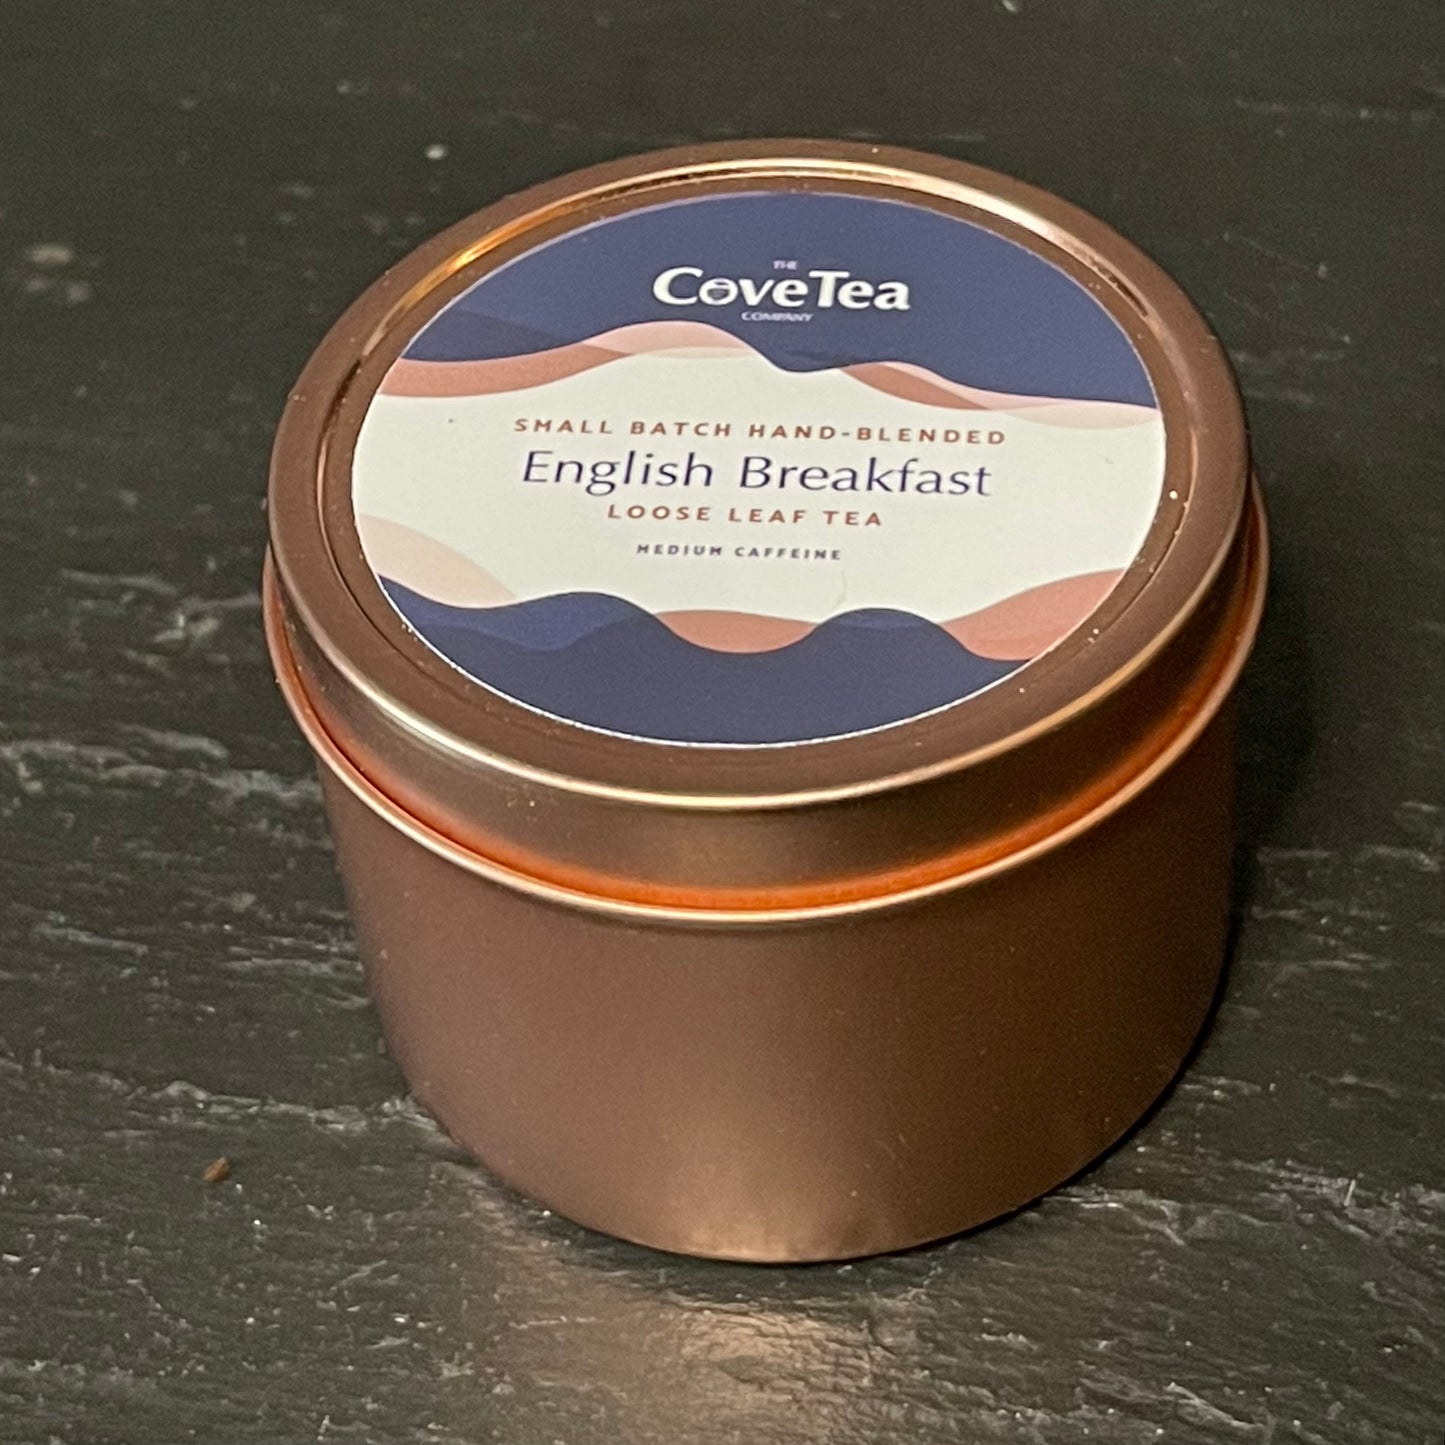 THE
CoveTea
COMPANY
SMALL BATCH HAND-BLENDED
English Breakfast
LOOSE LEAF TEA
MEDIUM CAFFEINE